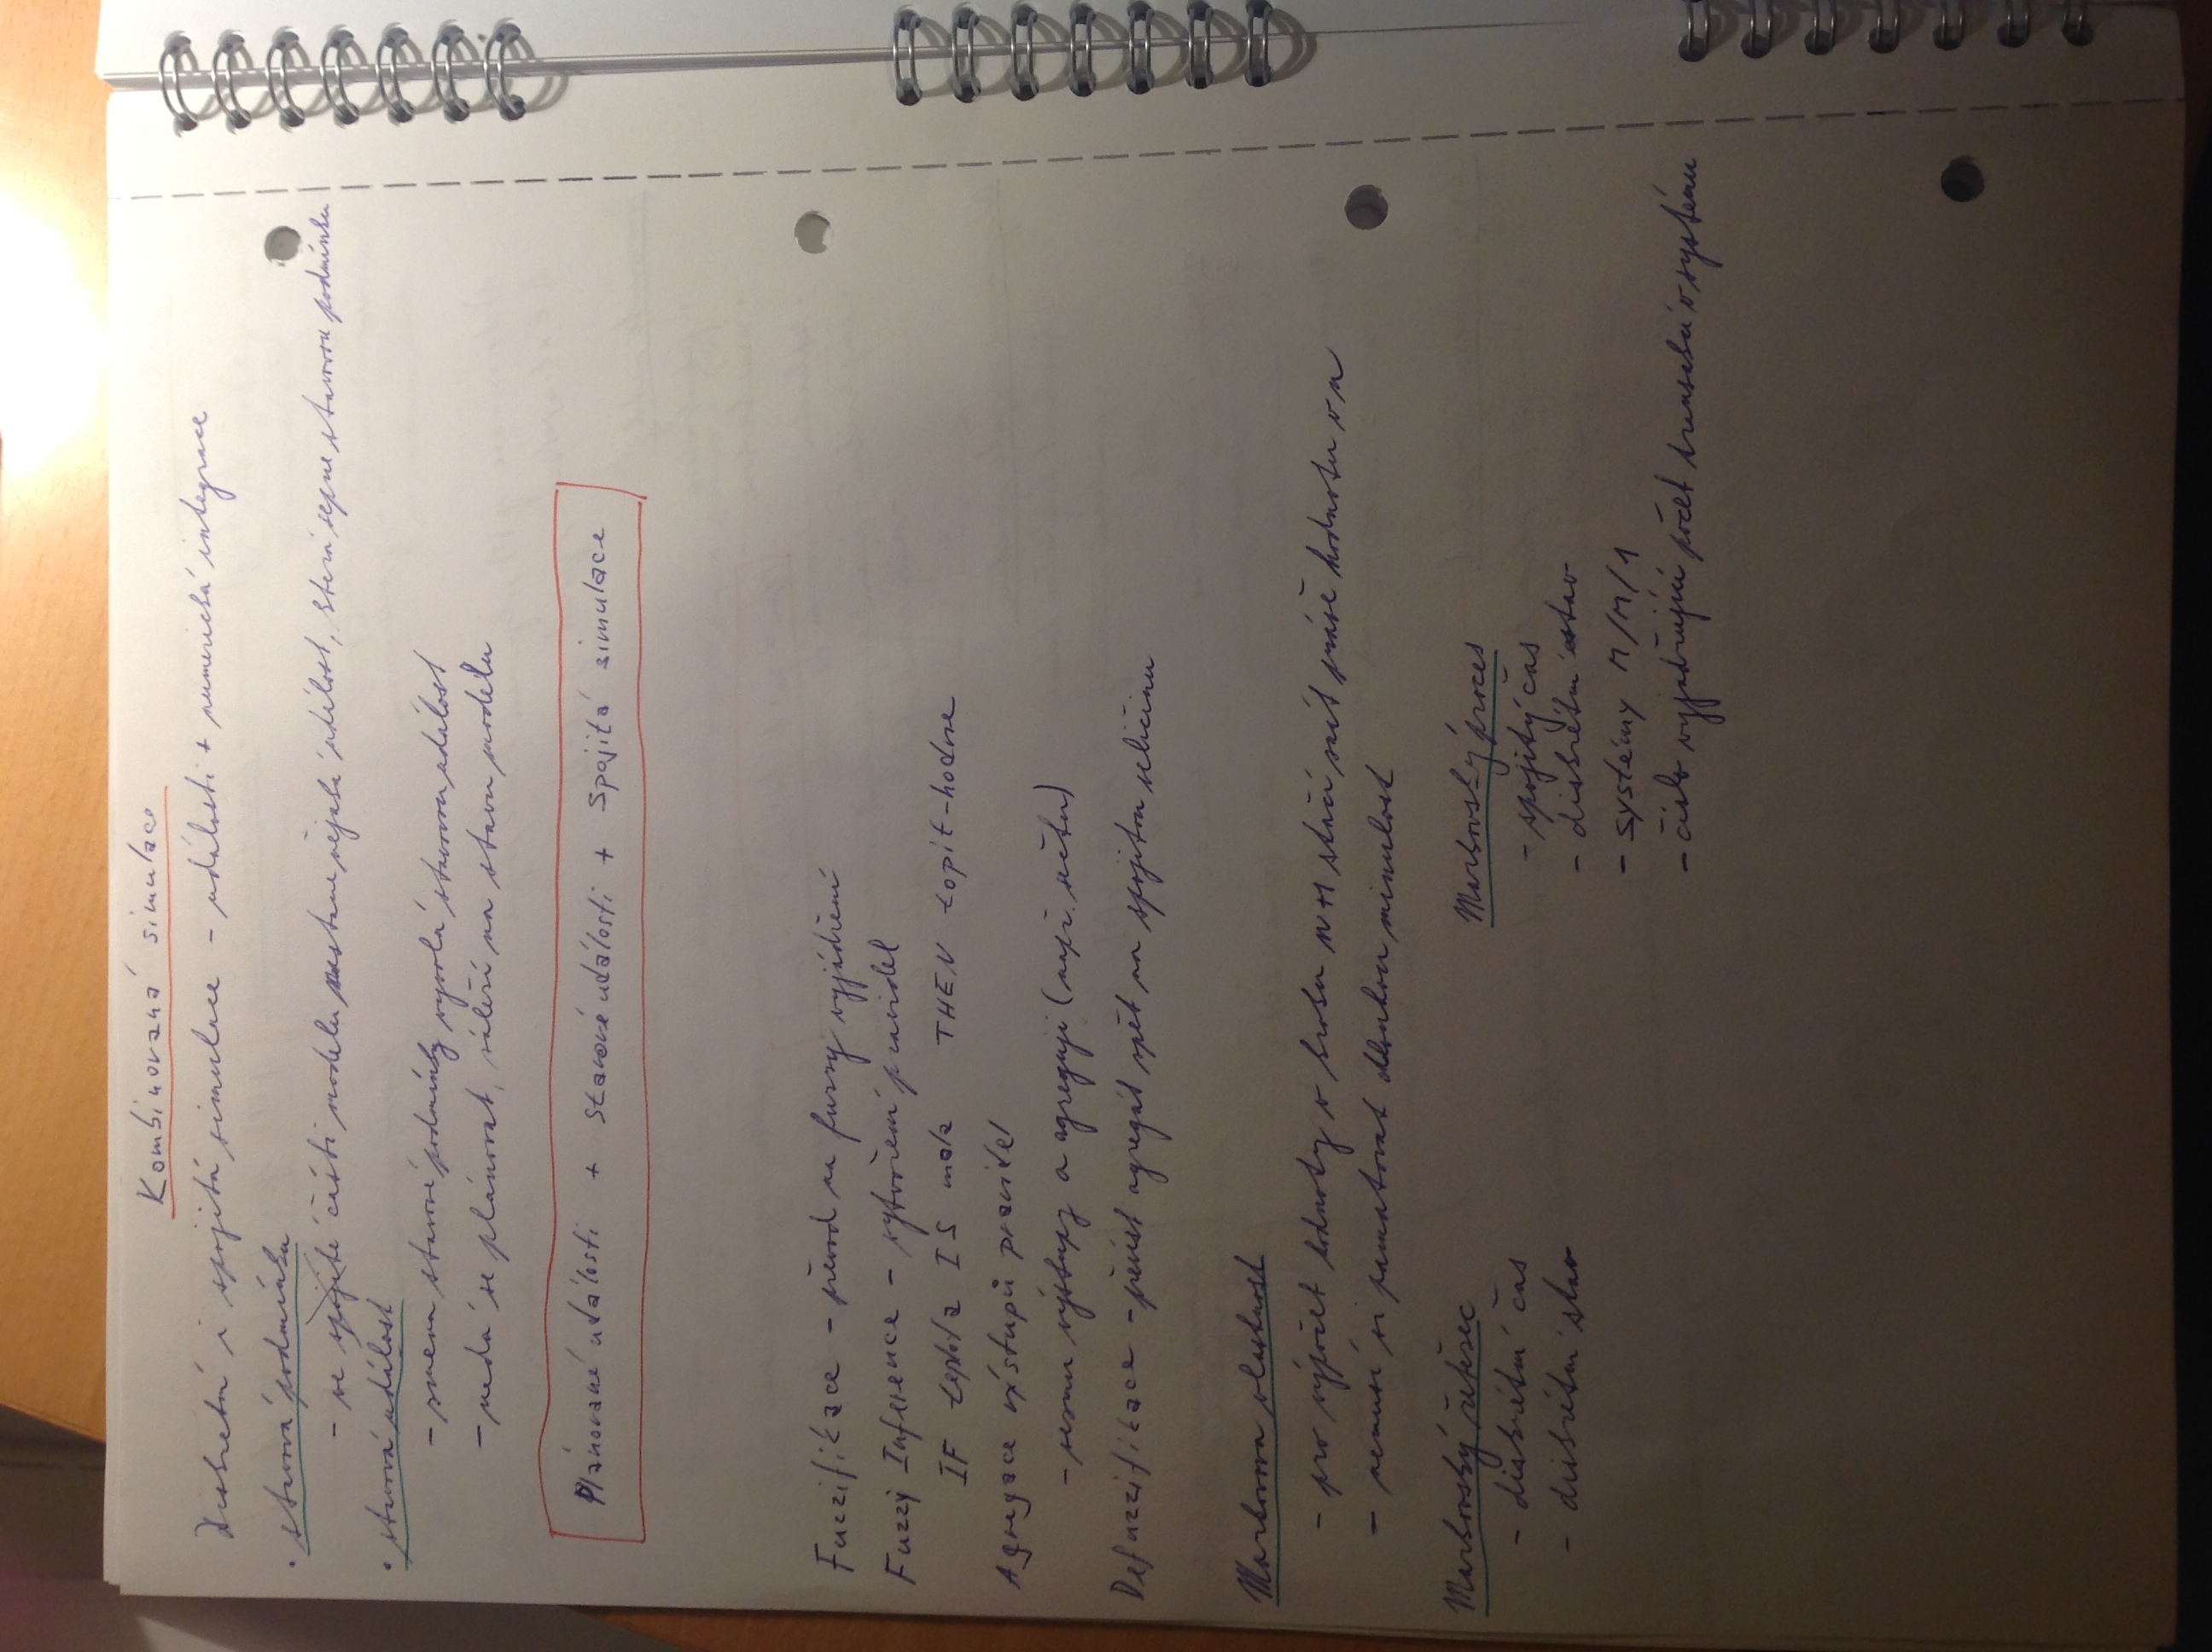 Kombinovaná simulace
Diskrétní i spojitá simulace - události + numerická integrace
• stavová podmínka
- ve spojité části modelu nastane nějaká událost, která sepne stavovou podmínku
• stavová událost
- změna stavové podmínky vyvolá stavovou událost
- nedá se plánovat, záleží na stavu modelu
Plánované události + Stavové události + Spojitá simulace
Fuzzifikace - převod na fuzzy vyjádření
Fuzzy Inference - vytvoření pravidel
IF teplota IS mala THEN topit-hodne
Agregace výstupů pravidel
- vezmu výstupy a agreguji (např. sečtu)
Defuzzifikace - převést agregát zpět na spojitou veličinu
Markovova vlastnost
- pro výpočet hodnoty v kroku n+1 stačí znát právě hodnotu v n
- nemusí si pamatovat dlouhou minulost
Markovský řetězec
- diskrétní čas
- diskrétní stav
Markovský proces
- spojitý čas
- diskrétní stav
- systémy M/M/1
- číslo vyjadřující počet transakcí v systému